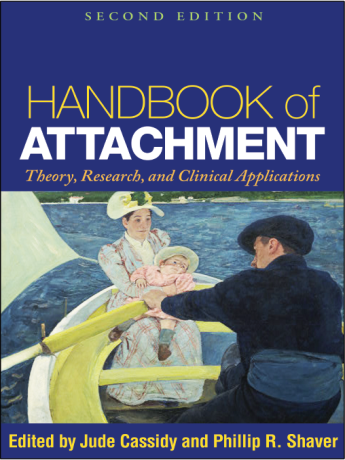 SECOND EDITION
HANDBOOK of
ATTACHMENT
Theory, Research, and Clinical Applications
Edited by Jude Cassidy and Phillip R. Shaver